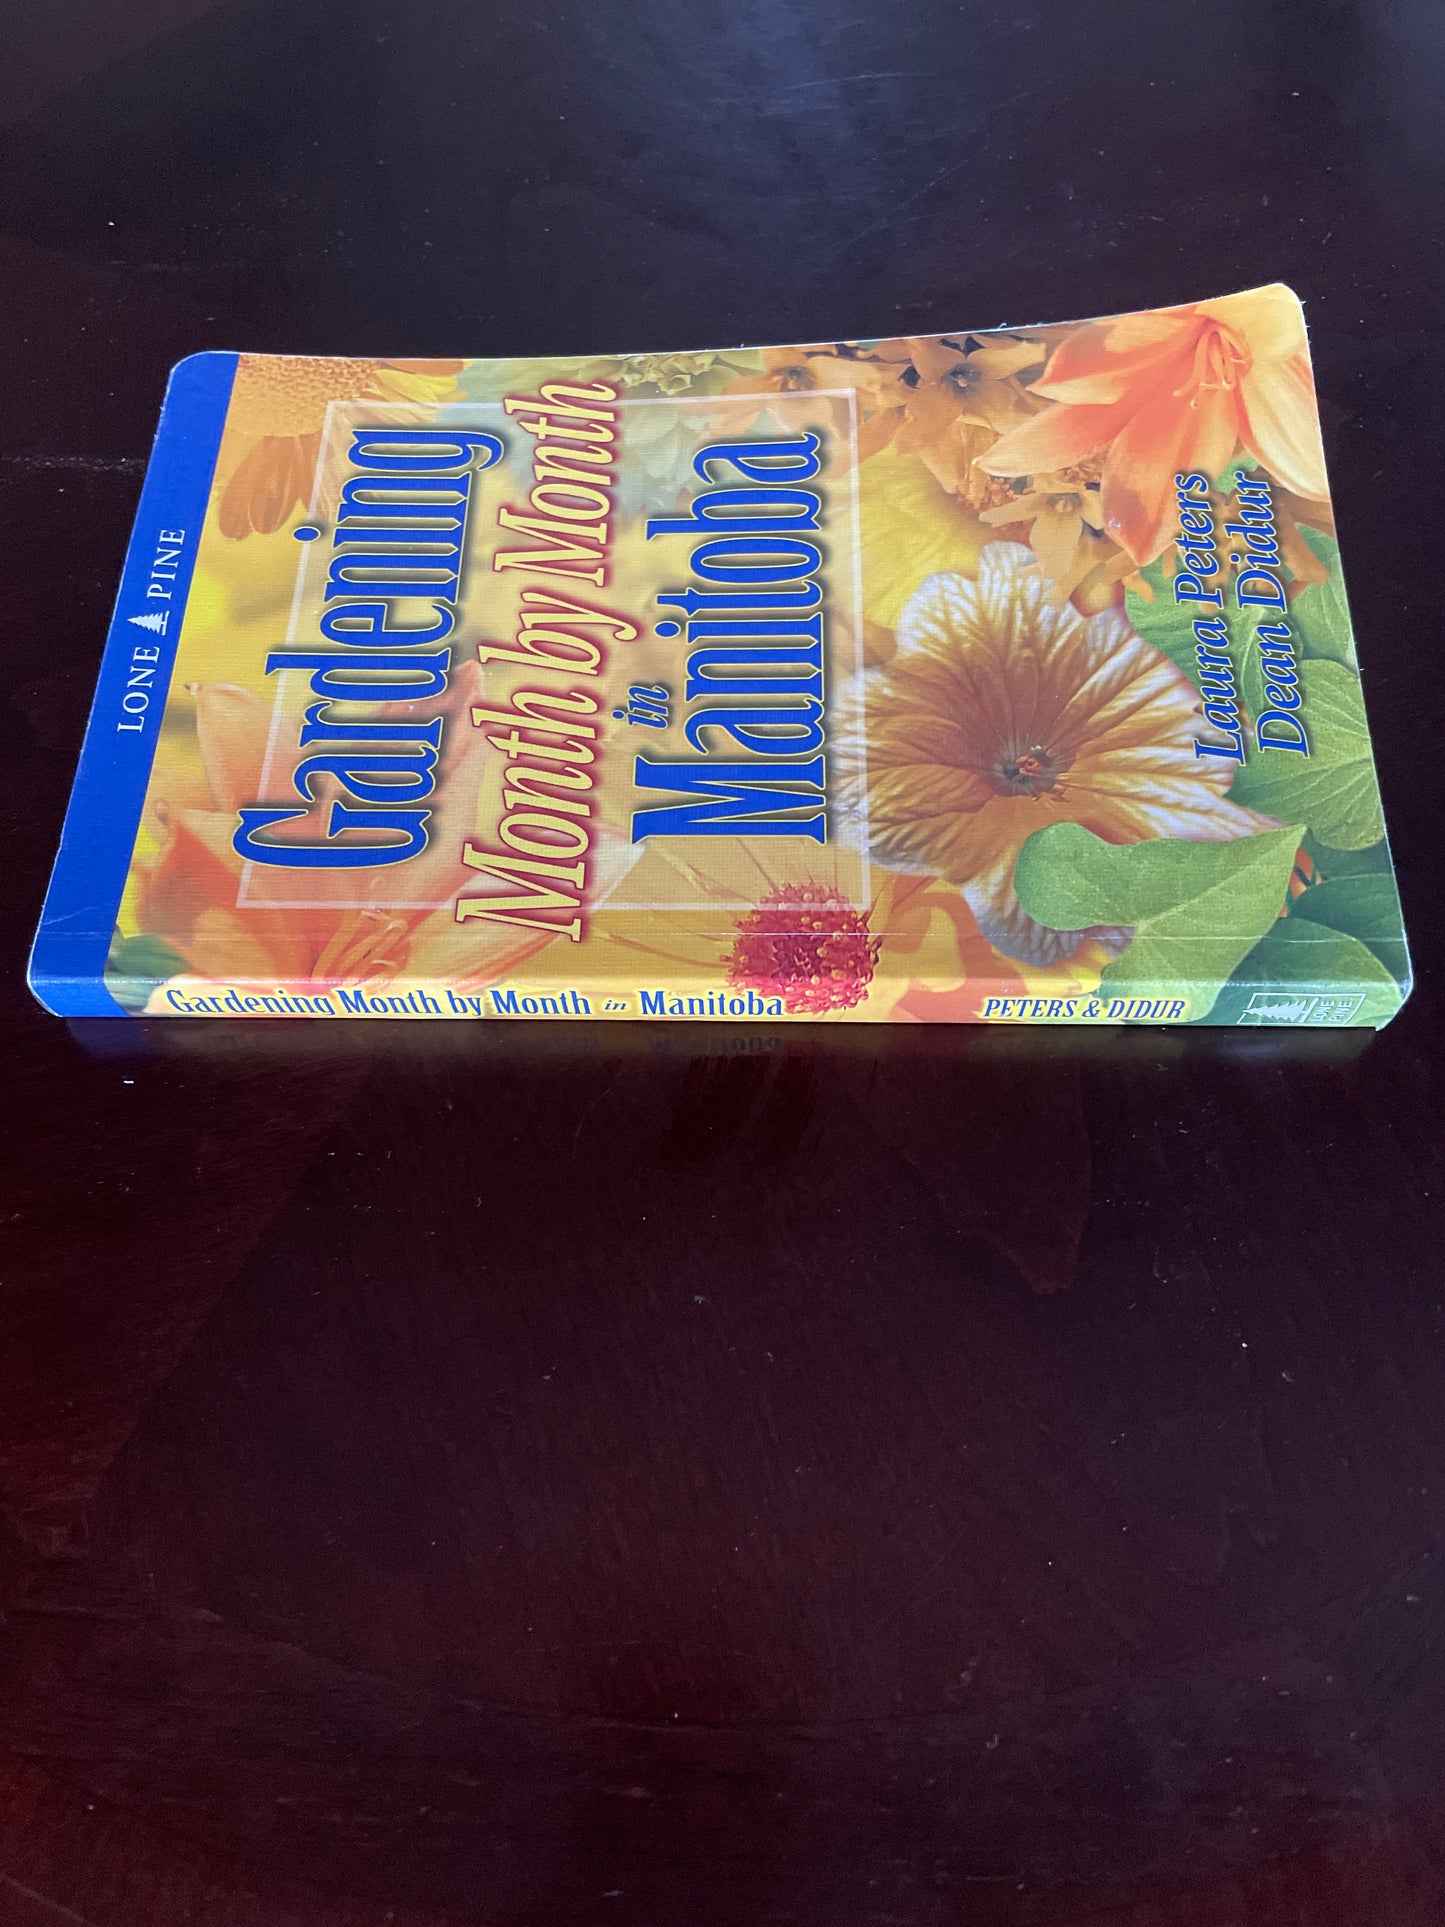 LONE PINE
Gardening
Month by Month
in
Manitoba
Laura Peters
Dean Didur
Gardening Month by Month in Manitoba
PETERS & DIDUR
LONE
PINE